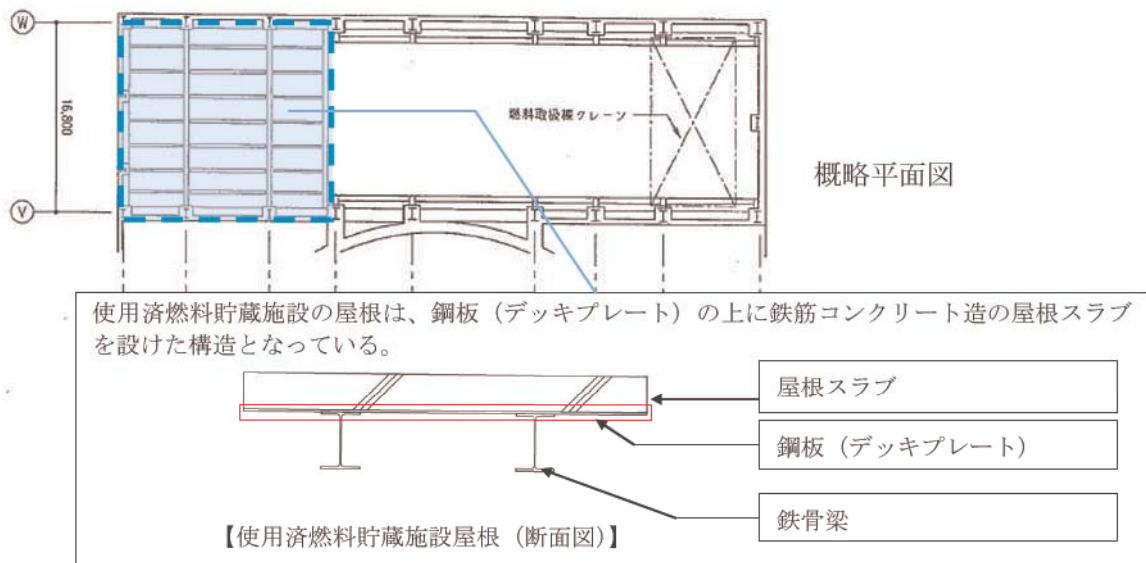 W
16,800
V
燃料取扱棟クレーン
概略平面図
使用済燃料貯蔵施設の屋根は、鋼板（デッキプレート）の上に鉄筋コンクリート造の屋根スラブ
を設けた構造となっている。
屋根スラブ
鋼板（デッキプレート）
鉄骨梁
【使用済燃料貯蔵施設屋根（断面図）】